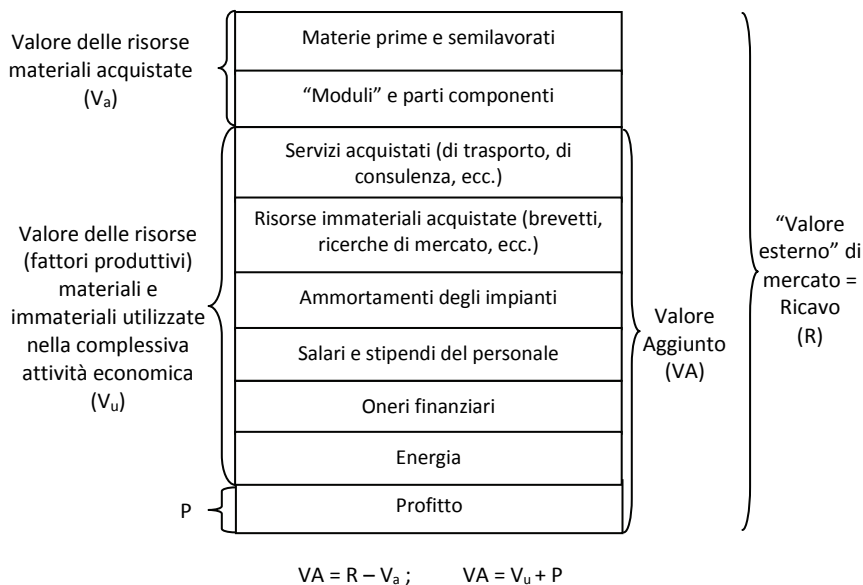 Valore delle risorse
materiali acquistate
(Va)
Materie prime e semilavorati
“Moduli” e parti componenti
Servizi acquistati (di trasporto, di
consulenza, ecc.)
Risorse immateriali acquistate (brevetti,
ricerche di mercato, ecc.)
Ammortamenti degli impianti
Salari e stipendi del personale
Oneri finanziari
Energia
Profitto
Valore delle risorse
(fattori produttivi)
materiali e
immateriali utilizzate
nella complessiva
attività economica
(Vu)
P
Valore
Aggiunto
(VA)
“Valore
esterno” di
mercato =
Ricavo
(R)
VA = R – Va ; VA = Vu + P